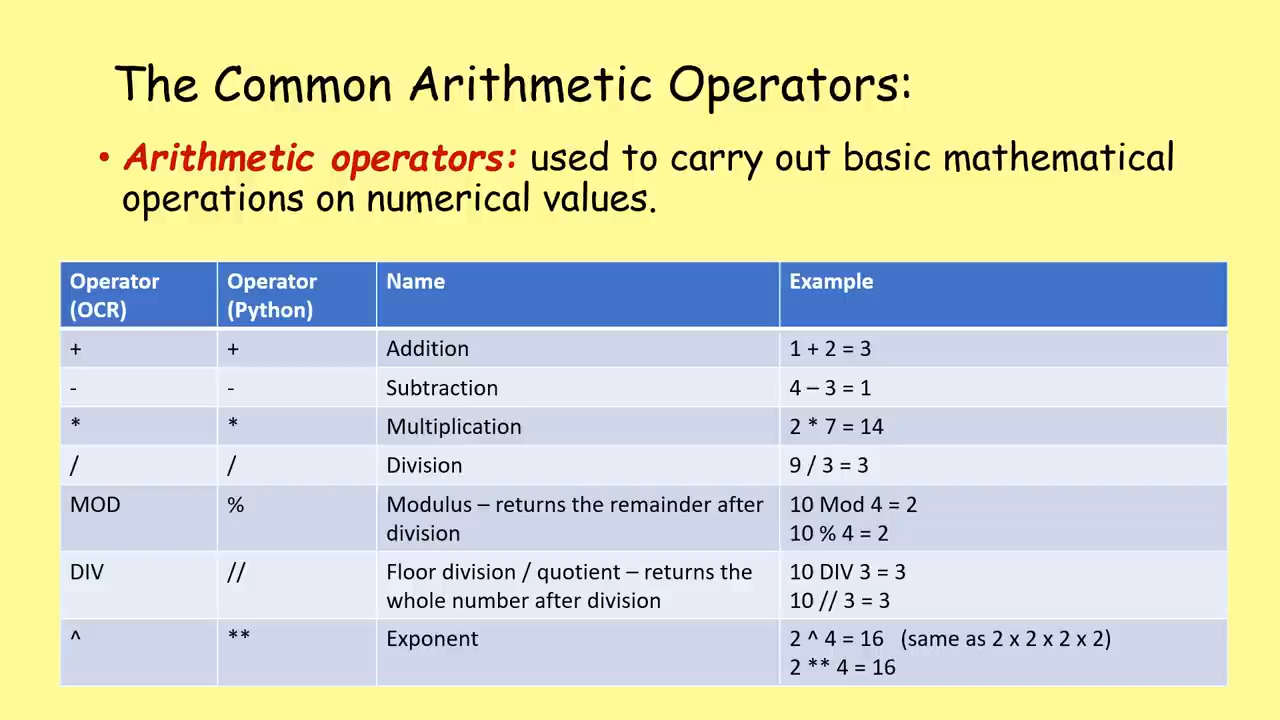 The Common Arithmetic Operators:
• Arithmetic operators: used to carry out basic mathematical
operations on numerical values.
Operator (OCR) Operator (Python) Name Example
+ + Addition 1 + 2 = 3
- - Subtraction 4 – 3 = 1
* * Multiplication 2 * 7 = 14
/ / Division 9 / 3 = 3
MOD % Modulus – returns the remainder after 10 Mod 4 = 2
division 10 % 4 = 2
DIV // Floor division / quotient – returns the 10 DIV 3 = 3
whole number after division 10 // 3 = 3
^ ** Exponent 2 ^ 4 = 16 (same as 2 x 2 x 2 x 2)
2 ** 4 = 16